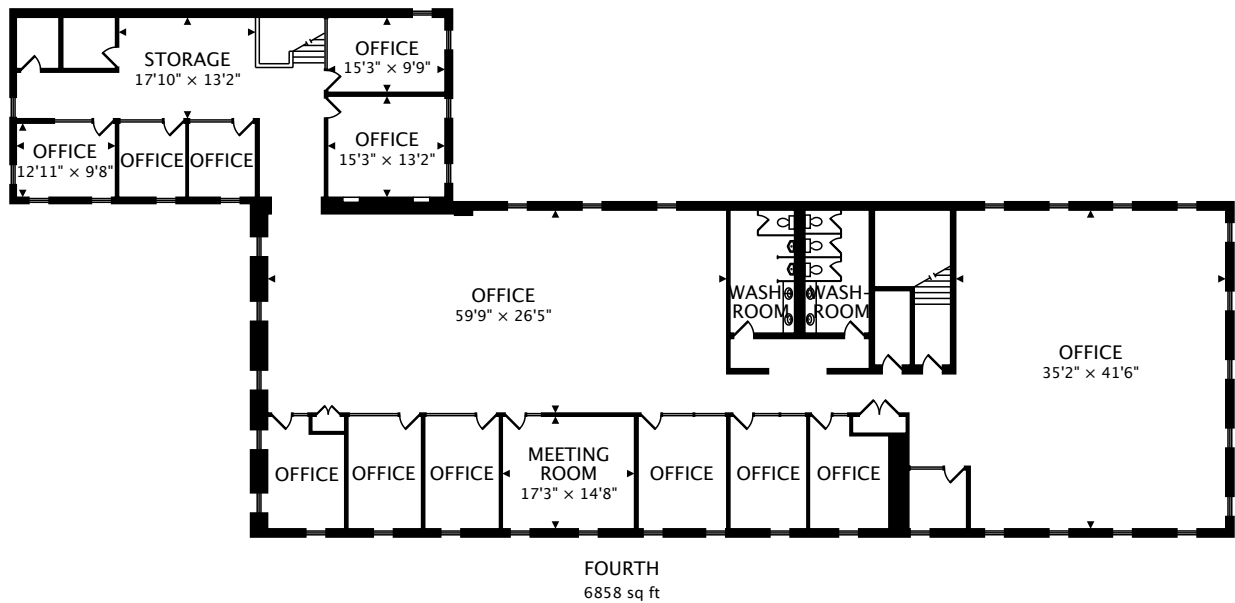 STORAGE
17'10" × 13'2"
OFFICE
15'3" × 9'9"
OFFICE
15'3" × 13'2"
OFFICE
12'11" × 9'8"
OFFICE
OFFICE
OFFICE
59'9" × 26'5"
WASH-
ROOM
WASH-
ROOM
OFFICE
35'2" × 41'6"
OFFICE
OFFICE
OFFICE
MEETING
ROOM
17'3" × 14'8"
OFFICE
OFFICE
OFFICE
FOURTH
6858 sq ft